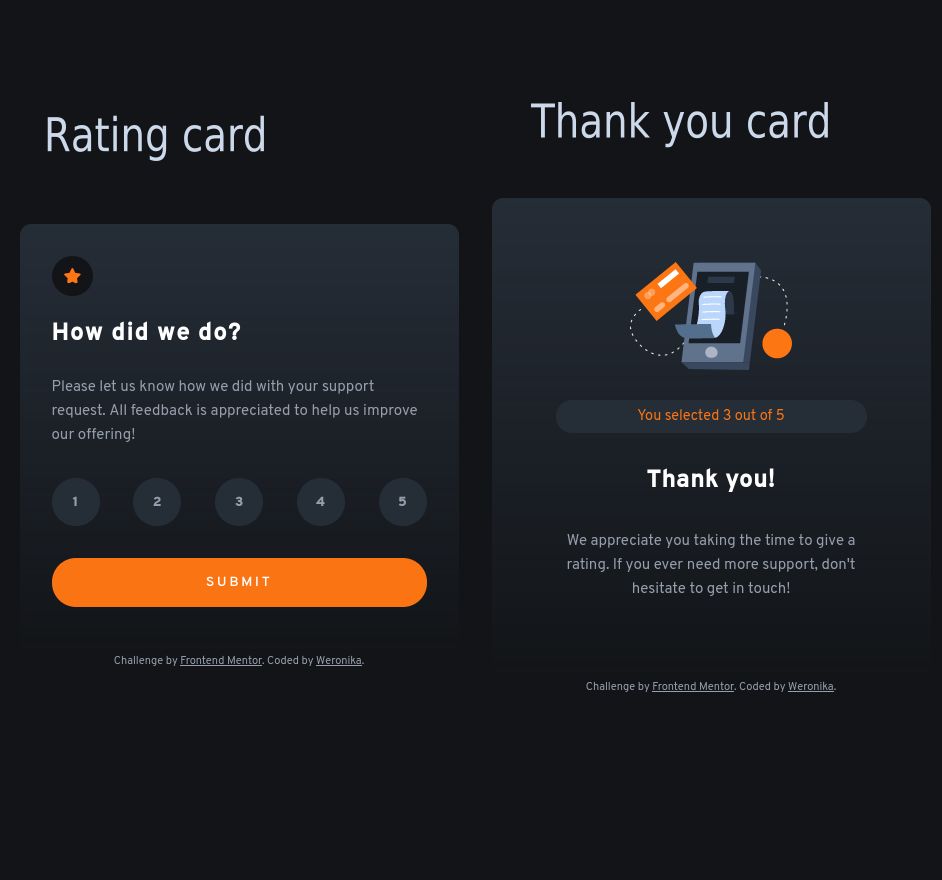 Rating card
How did we do?
Please let us know how we did with your support
request. All feedback is appreciated to help us improve
our offering!
1 2 3 4 5
SUBMIT
Challenge by Frontend Mentor. Coded by Weronika.
Thank you card
You selected 3 out of 5
Thank you!
We appreciate you taking the time to give a
rating. If you ever need more support, don't
hesitate to get in touch!
Challenge by Frontend Mentor. Coded by Weronika.